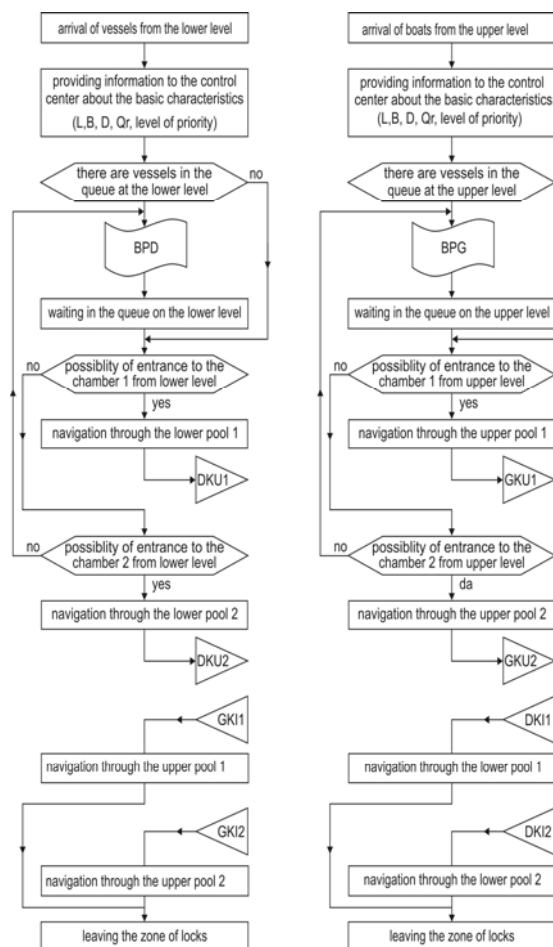 arrival of vessels from the lower level
providing information to the control
center about the basic characteristics
(L,B, D, Qr, level of priority)
there are vessels in the
queue at the lower level
no
BPD
waiting in the queue on the lower level
no
possiblity of entrance to the
chamber 1 from lower level
yes
navigation through the lower pool 1
DKU1
no
possiblity of entrance to the
chamber 2 from lower level
yes
navigation through the lower pool 2
DKU2
GKI1
navigation through the upper pool 1
GKI2
navigation through the upper pool 2
leaving the zone of locks
arrival of boats from the upper level
providing information to the control
center about the basic characteristics
(L,B, D, Qr, level of priority)
there are vessels in the
queue at the upper level
BPG
waiting in the queue on the upper level
no
possiblity of entrance to the
chamber 1 from upper level
yes
navigation through the upper pool 1
GKU1
no
possiblity of entrance to the
chamber 2 from upper level
da
navigation through the upper pool 2
GKU2
DKI1
navigation through the lower pool 1
DKI2
navigation through the lower pool 2
leaving the zone of locks